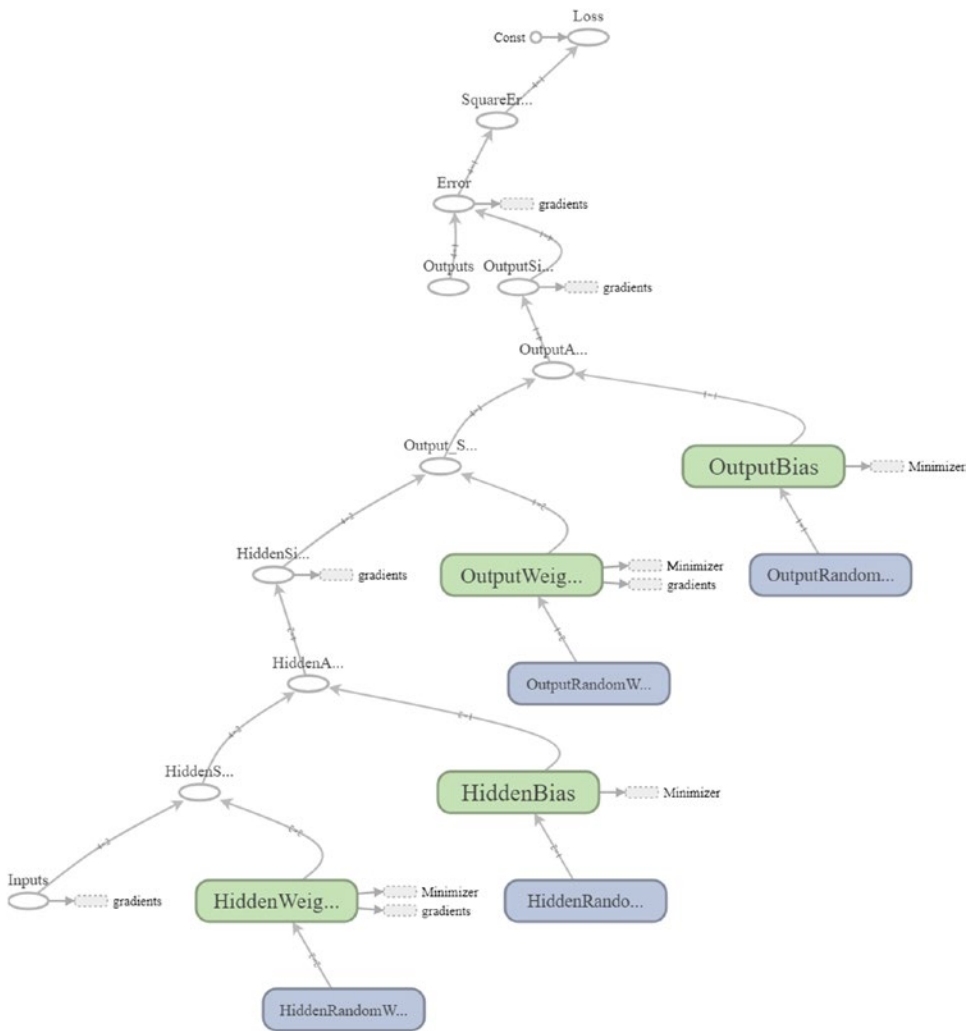 Loss
Const
SquareEr...
Error
gradients
Outputs
OutputSi...
gradients
OutputA...
Output_S...
OutputBias
Minimizer
HiddenSi...
gradients
OutputWeig...
Minimizer
gradients
OutputRandom...
HiddenA...
OutputRandomW...
HiddenS...
HiddenBias
Minimizer
Inputs
gradients
HiddenWeig...
Minimizer
gradients
HiddenRando...
HiddenRandomW...